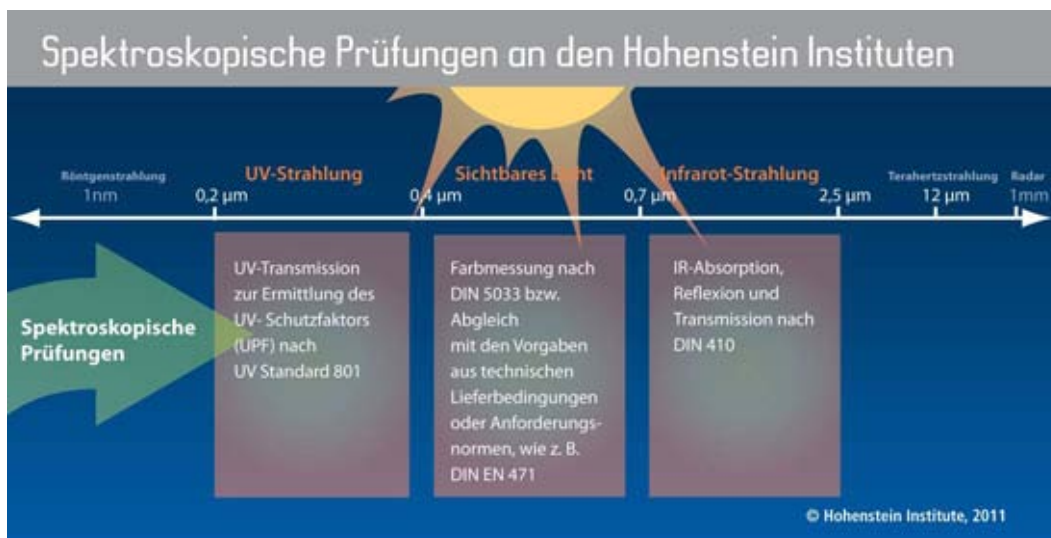 Spektroskopische Prüfungen an den Hohenstein Instituten
Röntgenstrahlung
1nm
UV-Strahlung
Sichtbares Licht
Infrarot-Strahlung
Terahertzstrahlung
Radar
0,2 µm
0,4 µm
0,7 µm
2,5 µm
12 µm
1mm
Spektroskopische
Prüfungen
UV-Transmission
zur Ermittlung des
UV- Schutzfaktors
(UPF) nach
UV Standard 801
Farbmessung nach
DIN 5033 bzw.
Abgleich
mit den Vorgaben
aus technischen
Lieferbedingungen
oder Anforderungs-
normen, wie z. B.
DIN EN 471
IR-Absorption,
Reflexion und
Transmission nach
DIN 410
© Hohenstein Institute, 2011